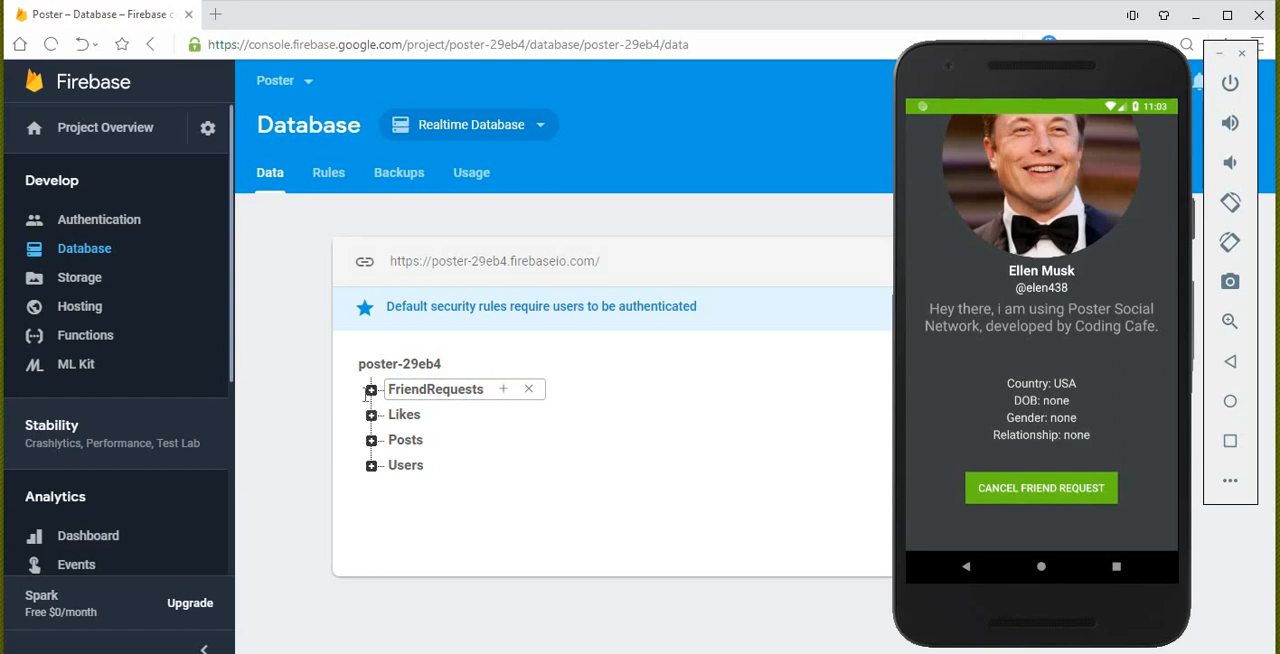 Poster – Database – Firebase c
https://console.firebase.google.com/project/poster-29eb4/database/poster-29eb4/data
Firebase
Project Overview
Develop
Authentication
Database
Storage
Hosting
Functions
ML Kit
Stability
Crashlytics, Performance, Test Lab
Analytics
Dashboard
Events
Spark
Free $0/month
Upgrade
Poster
Database
Realtime Database
Data
Rules
Backups
Usage
https://poster-29eb4.firebaseio.com/
Default security rules require users to be authenticated
poster-29eb4
FriendRequests
Likes
Posts
Users
11:03
Ellen Musk
@elen438
Hey there, i am using Poster Social
Network, developed by Coding Cafe.
Country: USA
DOB: none
Gender: none
Relationship: none
CANCEL FRIEND REQUEST